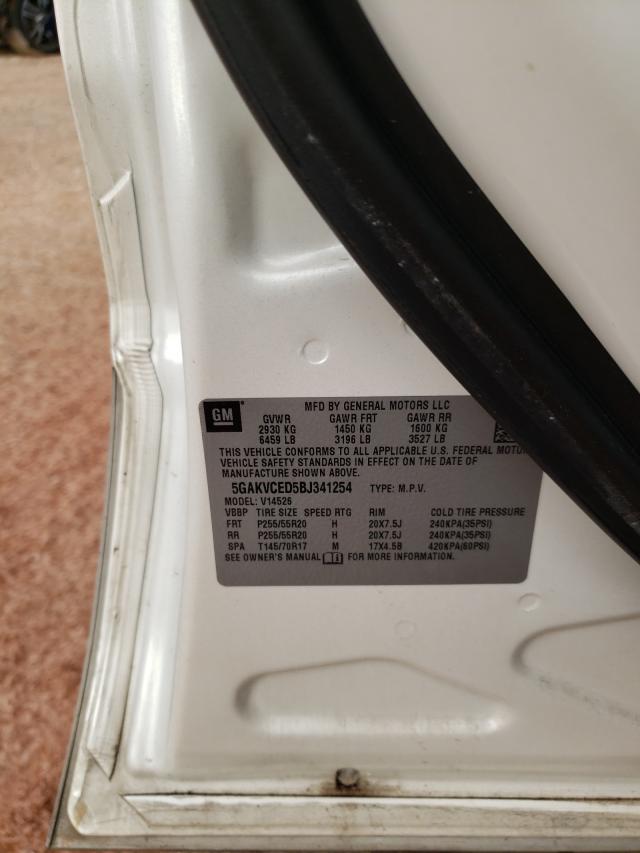 GM
MFD BY GENERAL MOTORS LLC
GVWR GAWR FRT GAWR RR
2930 KG 1450 KG 1600 KG
6459 LB 3196 LB 3527 LB
THIS VEHICLE CONFORMS TO ALL APPLICABLE U.S. FEDERAL MOTOR
VEHICLE SAFETY STANDARDS IN EFFECT ON THE DATE OF
MANUFACTURE SHOWN ABOVE.
5GAKVCED5BJ341254 TYPE: M.P.V.
MODEL: V14526
VBBP TIRE SIZE SPEED RTG RIM COLD TIRE PRESSURE
FRT P255/55R20 H 20X7.5J 240KPA(35PSI)
RR P255/55R20 H 20X7.5J 240KPA(35PSI)
SPA T145/70R17 M 17X4.5B 420KPA(60PSI)
SEE OWNER'S MANUAL FOR MORE INFORMATION.